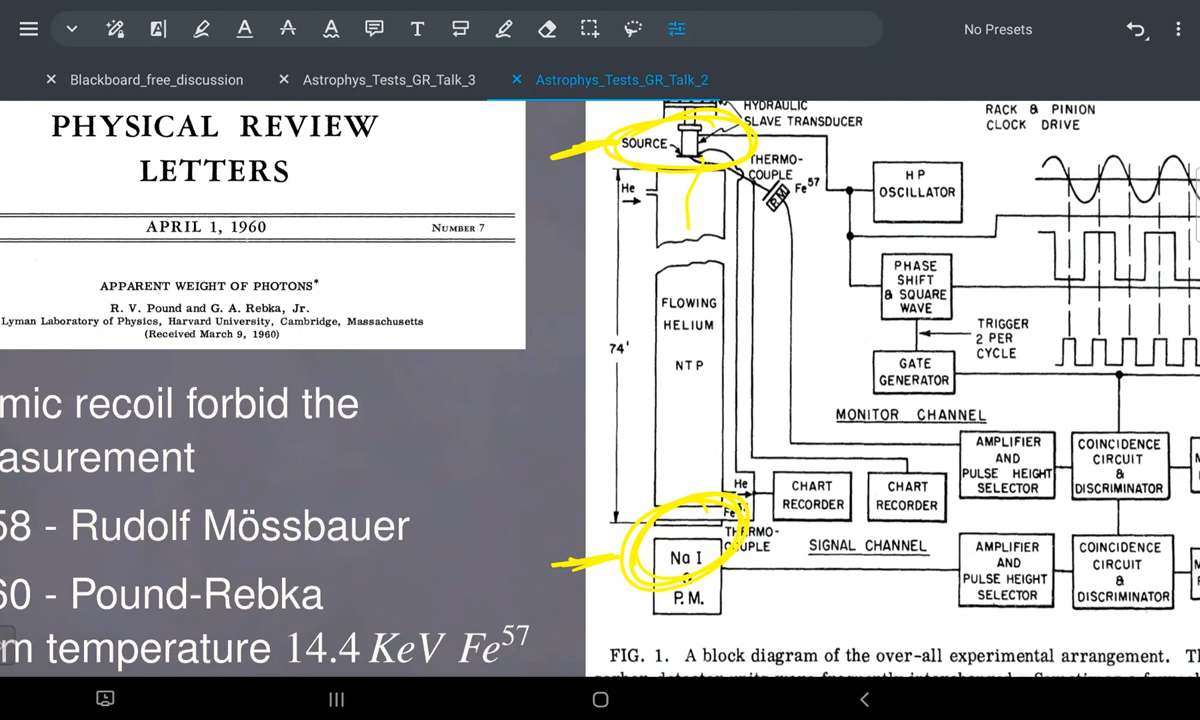 No Presets
Blackboard_free_discussion
Astrophys_Tests_GR_Talk_3
Astrophys_Tests_GR_Talk_2
PHYSICAL REVIEW
LETTERS
APRIL 1, 1960
NUMBER 7
APPARENT WEIGHT OF PHOTONS*
R. V. Pound and G. A. Rebka, Jr.
Lyman Laboratory of Physics, Harvard University, Cambridge, Massachusetts
(Received March 9, 1960)
mic recoil forbid the
asurement
58 - Rudolf Mössbauer
60 - Pound-Rebka
m temperature 14.4 KeV Fe⁵⁷
HYDRAULIC
SLAVE TRANSDUCER
SOURCE
THERMO-
COUPLE
He
P.M.
Fe⁵⁷
RACK & PINION
CLOCK DRIVE
HP
OSCILLATOR
PHASE
SHIFT
& SQUARE
WAVE
TRIGGER
2 PER
CYCLE
GATE
GENERATOR
FLOWING
HELIUM
NTP
74'
MONITOR CHANNEL
AMPLIFIER
AND
PULSE HEIGHT
SELECTOR
COINCIDENCE
CIRCUIT
&
DISCRIMINATOR
He
CHART
RECORDER
CHART
RECORDER
Fe
THERMO-
COUPLE
SIGNAL CHANNEL
Na I
P.M.
AMPLIFIER
AND
PULSE HEIGHT
SELECTOR
COINCIDENCE
CIRCUIT
&
DISCRIMINATOR
FIG. 1. A block diagram of the over-all experimental arrangement.